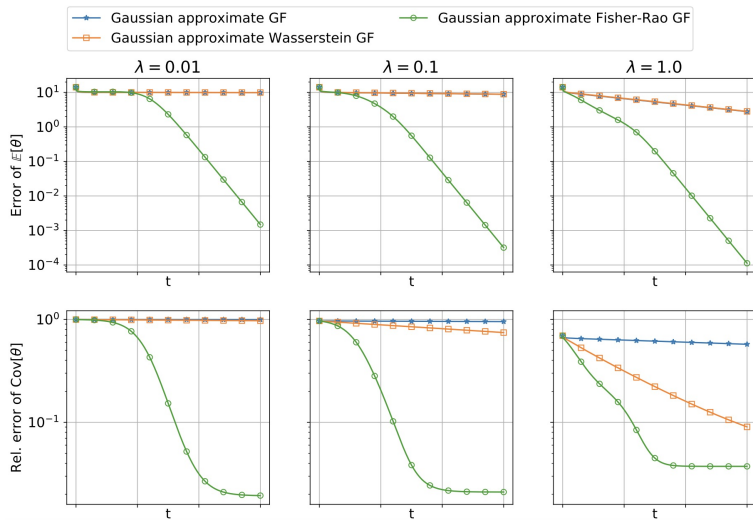 Gaussian approximate GF
Gaussian approximate Fisher-Rao GF
Gaussian approximate Wasserstein GF
λ = 0.01
λ = 0.1
λ = 1.0
Error of 𝔼[θ]
10¹
10⁰
10⁻¹
10⁻²
10⁻³
10⁻⁴
t
t
t
Rel. error of Cov[θ]
10⁰
10⁻¹
t
t
t